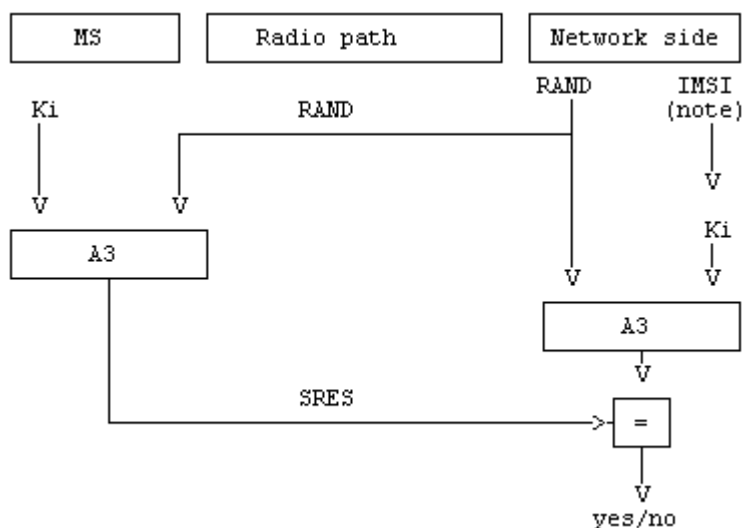 MS
Radio path
Network side
RAND
IMSI
(note)
Ki
RAND
Ki
A3
A3
SRES
=
yes/no